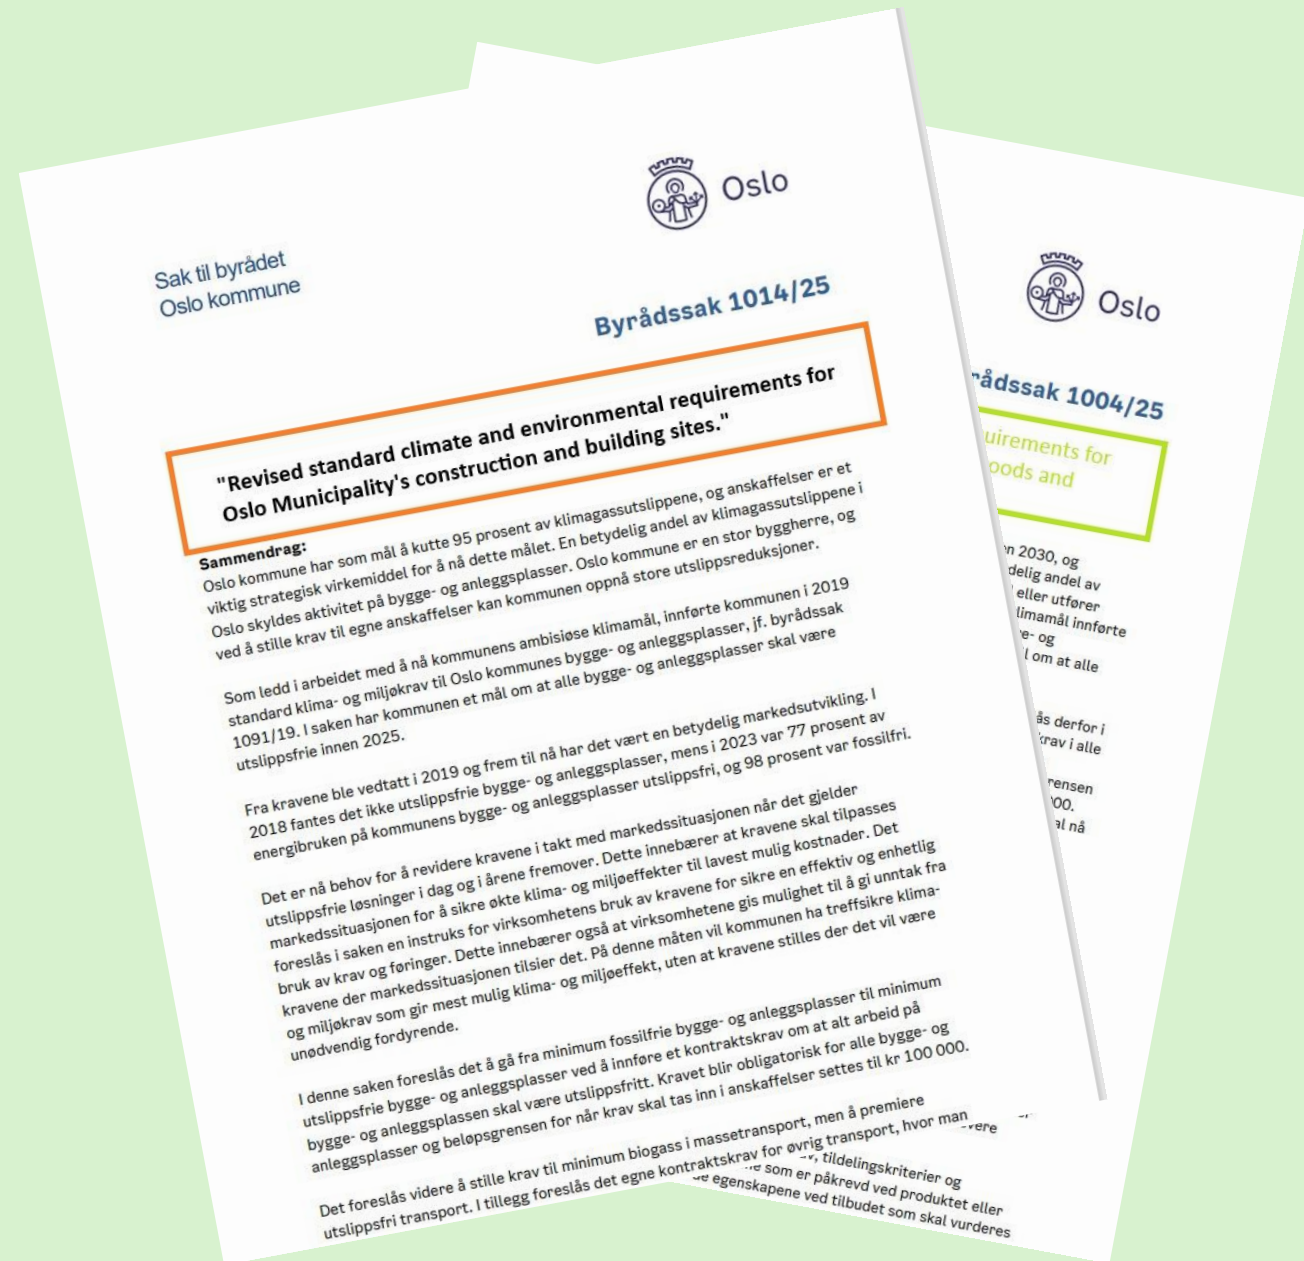 Oslo
Sak til byrådet
Oslo kommune
Byrådssak 1014/25
"Revised standard climate and environmental requirements for
Oslo Municipality's construction and building sites."
Sammendrag:
Oslo kommune har som mål å kutte 95 prosent av klimagassutslippene, og anskaffelser er et
viktig strategisk virkemiddel for å nå dette målet. En betydelig andel av klimagassutslippene i
Oslo skyldes aktivitet på bygge- og anleggsplasser. Oslo kommune er en stor byggherre, og
ved å stille krav til egne anskaffelser kan kommunen oppnå store utslippsreduksjoner.
Som ledd i arbeidet med å nå kommunens ambisiøse klimamål, innførte kommunen i 2019
standard klima- og miljøkrav til Oslo kommunes bygge- og anleggsplasser, jf. byrådssak
1091/19. I saken har kommunen et mål om at alle bygge- og anleggsplasser skal være
utslippsfrie innen 2025.
Fra kravene ble vedtatt i 2019 og frem til nå har det vært en betydelig markedsutvikling. I
2018 fantes det ikke utslippsfrie bygge- og anleggsplasser, mens i 2023 var 77 prosent av
energibruken på kommunens bygge- og anleggsplasser utslippsfri, og 98 prosent var fossilfri.
Det er nå behov for å revidere kravene i takt med markedssituasjonen når det gjelder
utslippsfrie løsninger i dag og i årene fremover. Dette innebærer at kravene skal tilpasses
markedssituasjonen for å sikre økte klima- og miljøeffekter til lavest mulig kostnader. Det
foreslås i saken en instruks for virksomhetens bruk av kravene for sikre en effektiv og enhetlig
bruk av krav og føringer. Dette innebærer også at virksomhetene gis mulighet til å gi unntak fra
kravene der markedssituasjonen tilsier det. På denne måten vil kommunen ha treffsikre klima-
og miljøkrav som gir mest mulig klima- og miljøeffekt, uten at kravene stilles der det vil være
unødvendig fordyrende.
I denne saken foreslås det å gå fra minimum fossilfrie bygge- og anleggsplasser til minimum
utslippsfrie bygge- og anleggsplasser ved å innføre et kontraktskrav om at alt arbeid på
bygge- og anleggsplassen skal være utslippsfritt. Kravet blir obligatorisk for alle bygge- og
anleggsplasser og beløpsgrensen for når krav skal tas inn i anskaffelser settes til kr 100 000.
Det foreslås videre å stille krav til minimum biogass i massetransport, men å premiere
utslippsfri transport. I tillegg foreslås det egne kontraktskrav for øvrig transport, hvor man
Oslo
rådssak 1004/25
uirements for
oods and
n 2030, og
delig andel av
eller utfører
limamål innførte
e- og
l om at alle
ås derfor i
krav i alle
rensen
00.
al nå
vere
, tildelingskriterier og
som er påkrevd ved produktet eller
egenskapene ved tilbudet som skal vurderes